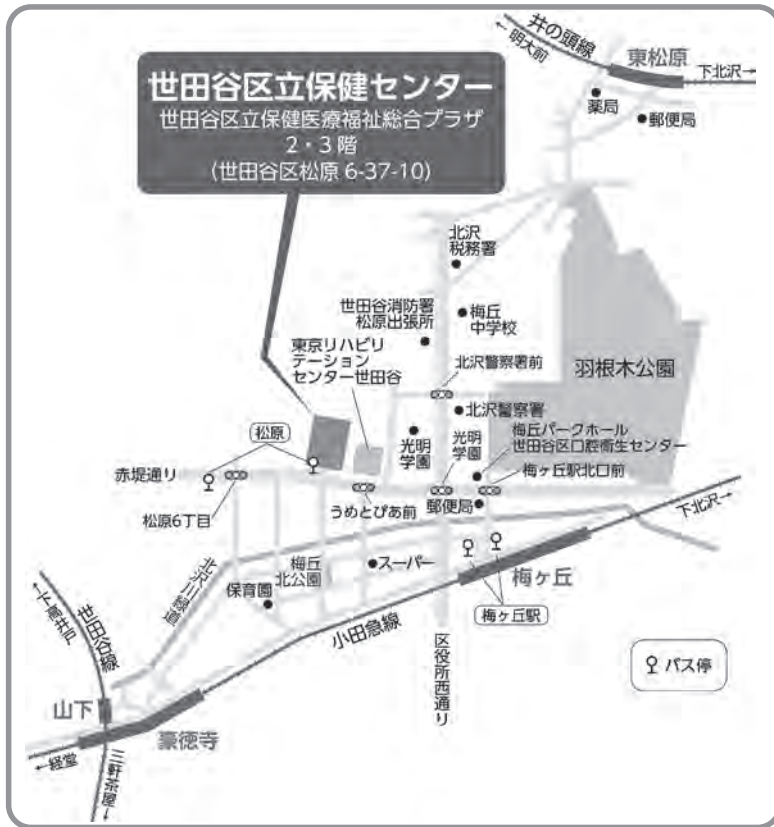 井の頭線
←明大前
東松原
下北沢→
世田谷区立保健センター
世田谷区立保健医療福祉総合プラザ
2・3階
(世田谷区松原 6-37-10)
薬局
郵便局
北沢
税務署
世田谷消防署
松原出張所
梅丘
中学校
東京リハビリ
テーション
センター世田谷
北沢警察署前
羽根木公園
北沢警察署
梅丘パークホール
世田谷区口腔衛生センター
松原
光明
学園
光明
学園
梅ヶ丘駅北口前
赤堤通り
松原6丁目
うめとぴあ前
郵便局
下北沢→
北沢川緑道
梅丘
北公園
スーパー
保育園
梅ヶ丘
梅ヶ丘駅
←下高井戸
世田谷線
小田急線
区役所西通り
バス停
山下
豪徳寺
←経堂
三軒茶屋→